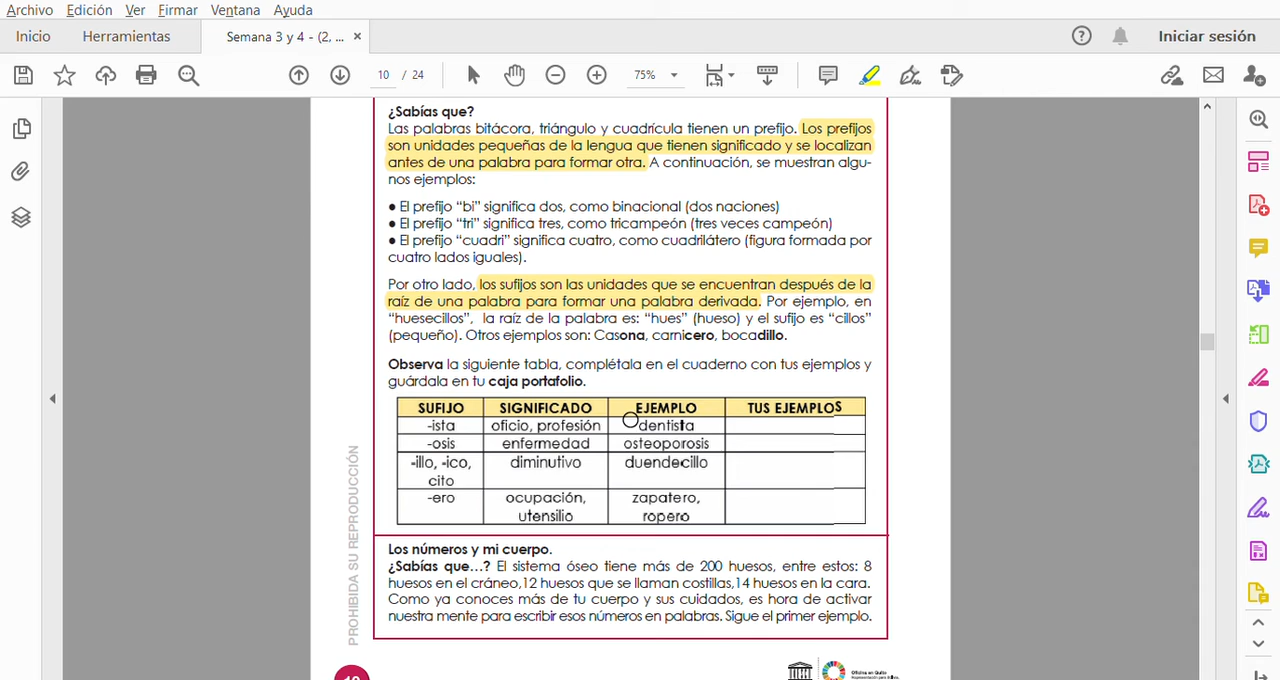 Archivo Edición Ver Firmar Ventana Ayuda
Inicio Herramientas Semana 3 y 4 - (2, ... × Iniciar sesión
10 / 24 75%
¿Sabías que?
Las palabras bitácora, triángulo y cuadrícula tienen un prefijo. Los prefijos
son unidades pequeñas de la lengua que tienen significado y se localizan
antes de una palabra para formar otra. A continuación, se muestran algu-
nos ejemplos:
● El prefijo “bi” significa dos, como binacional (dos naciones)
● El prefijo “tri” significa tres, como tricampeón (tres veces campeón)
● El prefijo “cuadri” significa cuatro, como cuadrilátero (figura formada por
cuatro lados iguales).
Por otro lado, los sufijos son las unidades que se encuentran después de la
raíz de una palabra para formar una palabra derivada. Por ejemplo, en
“huesecillos”, la raíz de la palabra es: “hues” (hueso) y el sufijo es “cillos”
(pequeño). Otros ejemplos son: Casona, carnicero, bocadillo.
Observa la siguiente tabla, complétala en el cuaderno con tus ejemplos y
guárdala en tu caja portafolio.
SUFIJO SIGNIFICADO EJEMPLO TUS EJEMPLOS
-ista oficio, profesión dentista
-osis enfermedad osteoporosis
-illo, -ico, diminutivo duendecillo
cito
-ero ocupación, zapatero,
utensilio ropero
PROHIBIDA SU REPRODUCCIÓN
Los números y mi cuerpo.
¿Sabías que...? El sistema óseo tiene más de 200 huesos, entre estos: 8
huesos en el cráneo,12 huesos que se llaman costillas,14 huesos en la cara.
Como ya conoces más de tu cuerpo y sus cuidados, es hora de activar
nuestra mente para escribir esos números en palabras. Sigue el primer ejemplo.
Oficina en Quito